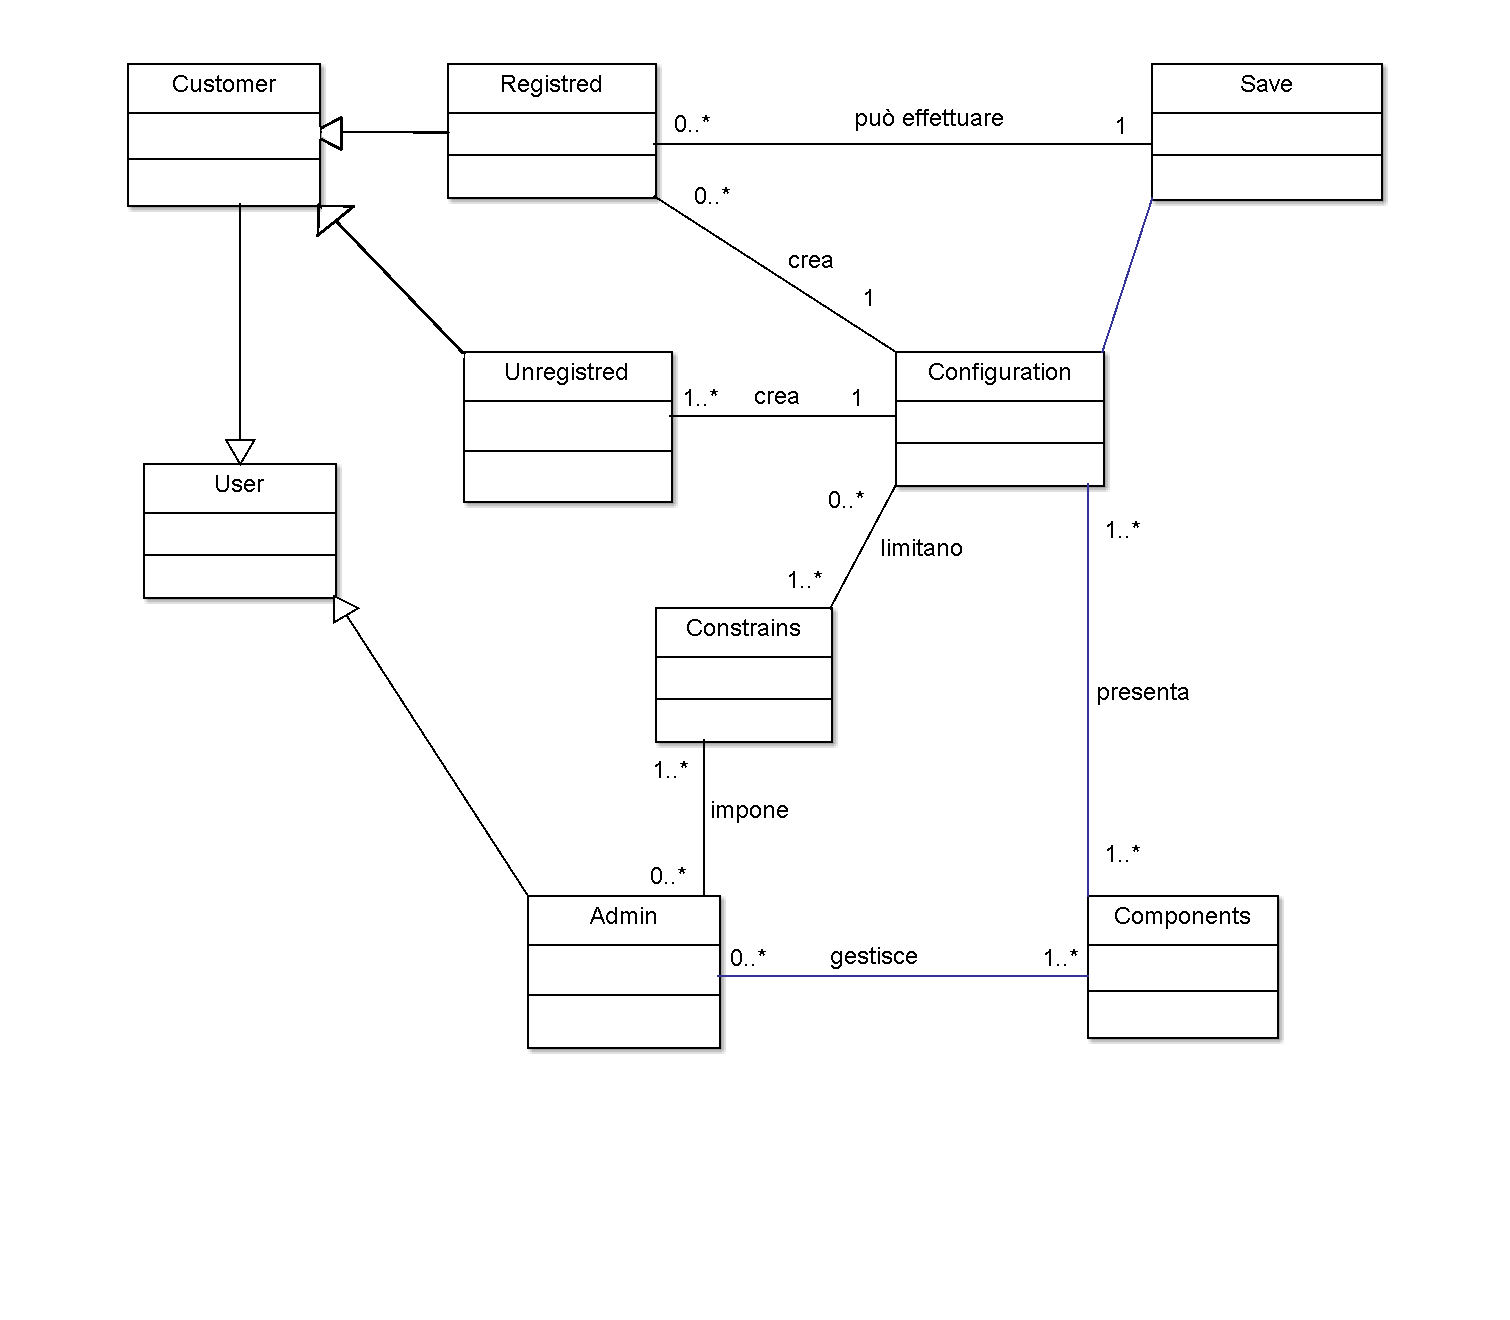 Customer
Registred
Save
0..*
può effettuare
1
0..*
crea
1
Unregistred
1..*
crea
1
Configuration
User
0..*
limitano
1..*
1..*
Constrains
presenta
1..*
impone
0..*
1..*
Admin
Components
0..*
gestisce
1..*